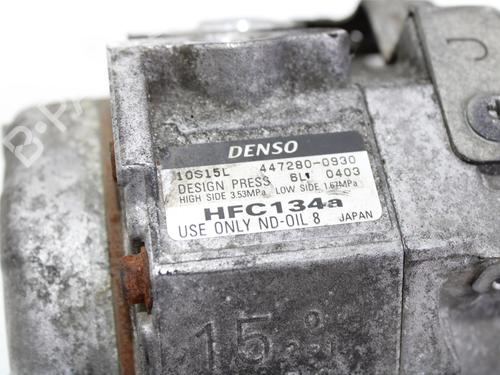 DENSO
10S15L 447280-0930
DESIGN PRESS 6L 0403
HIGH SIDE 3.53MPa LOW SIDE 1.67MPa
HFC134a
USE ONLY ND-OIL 8 JAPAN
15